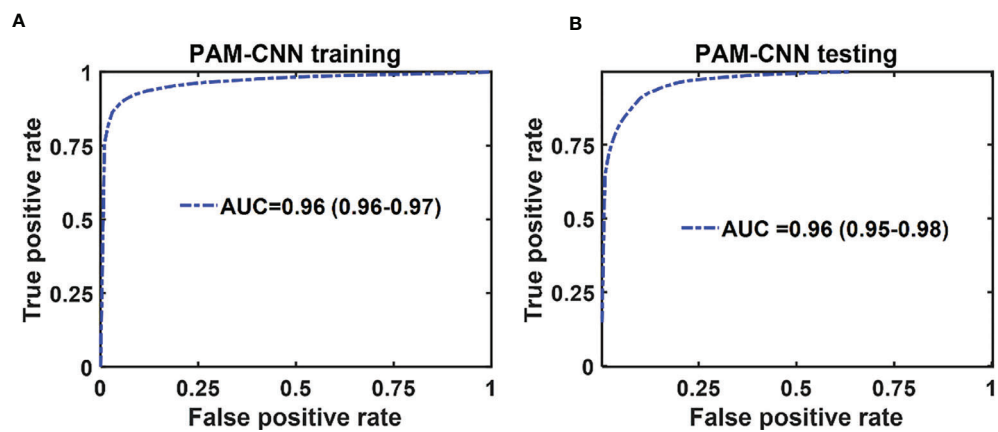 A
PAM-CNN training
1
0.75
0.5
0.25
0
True positive rate
AUC=0.96 (0.96-0.97)
0 0.25 0.5 0.75 1
False positive rate
B
PAM-CNN testing
1
0.75
0.5
0.25
0
True positive rate
AUC =0.96 (0.95-0.98)
0.25 0.5 0.75 1
False positive rate